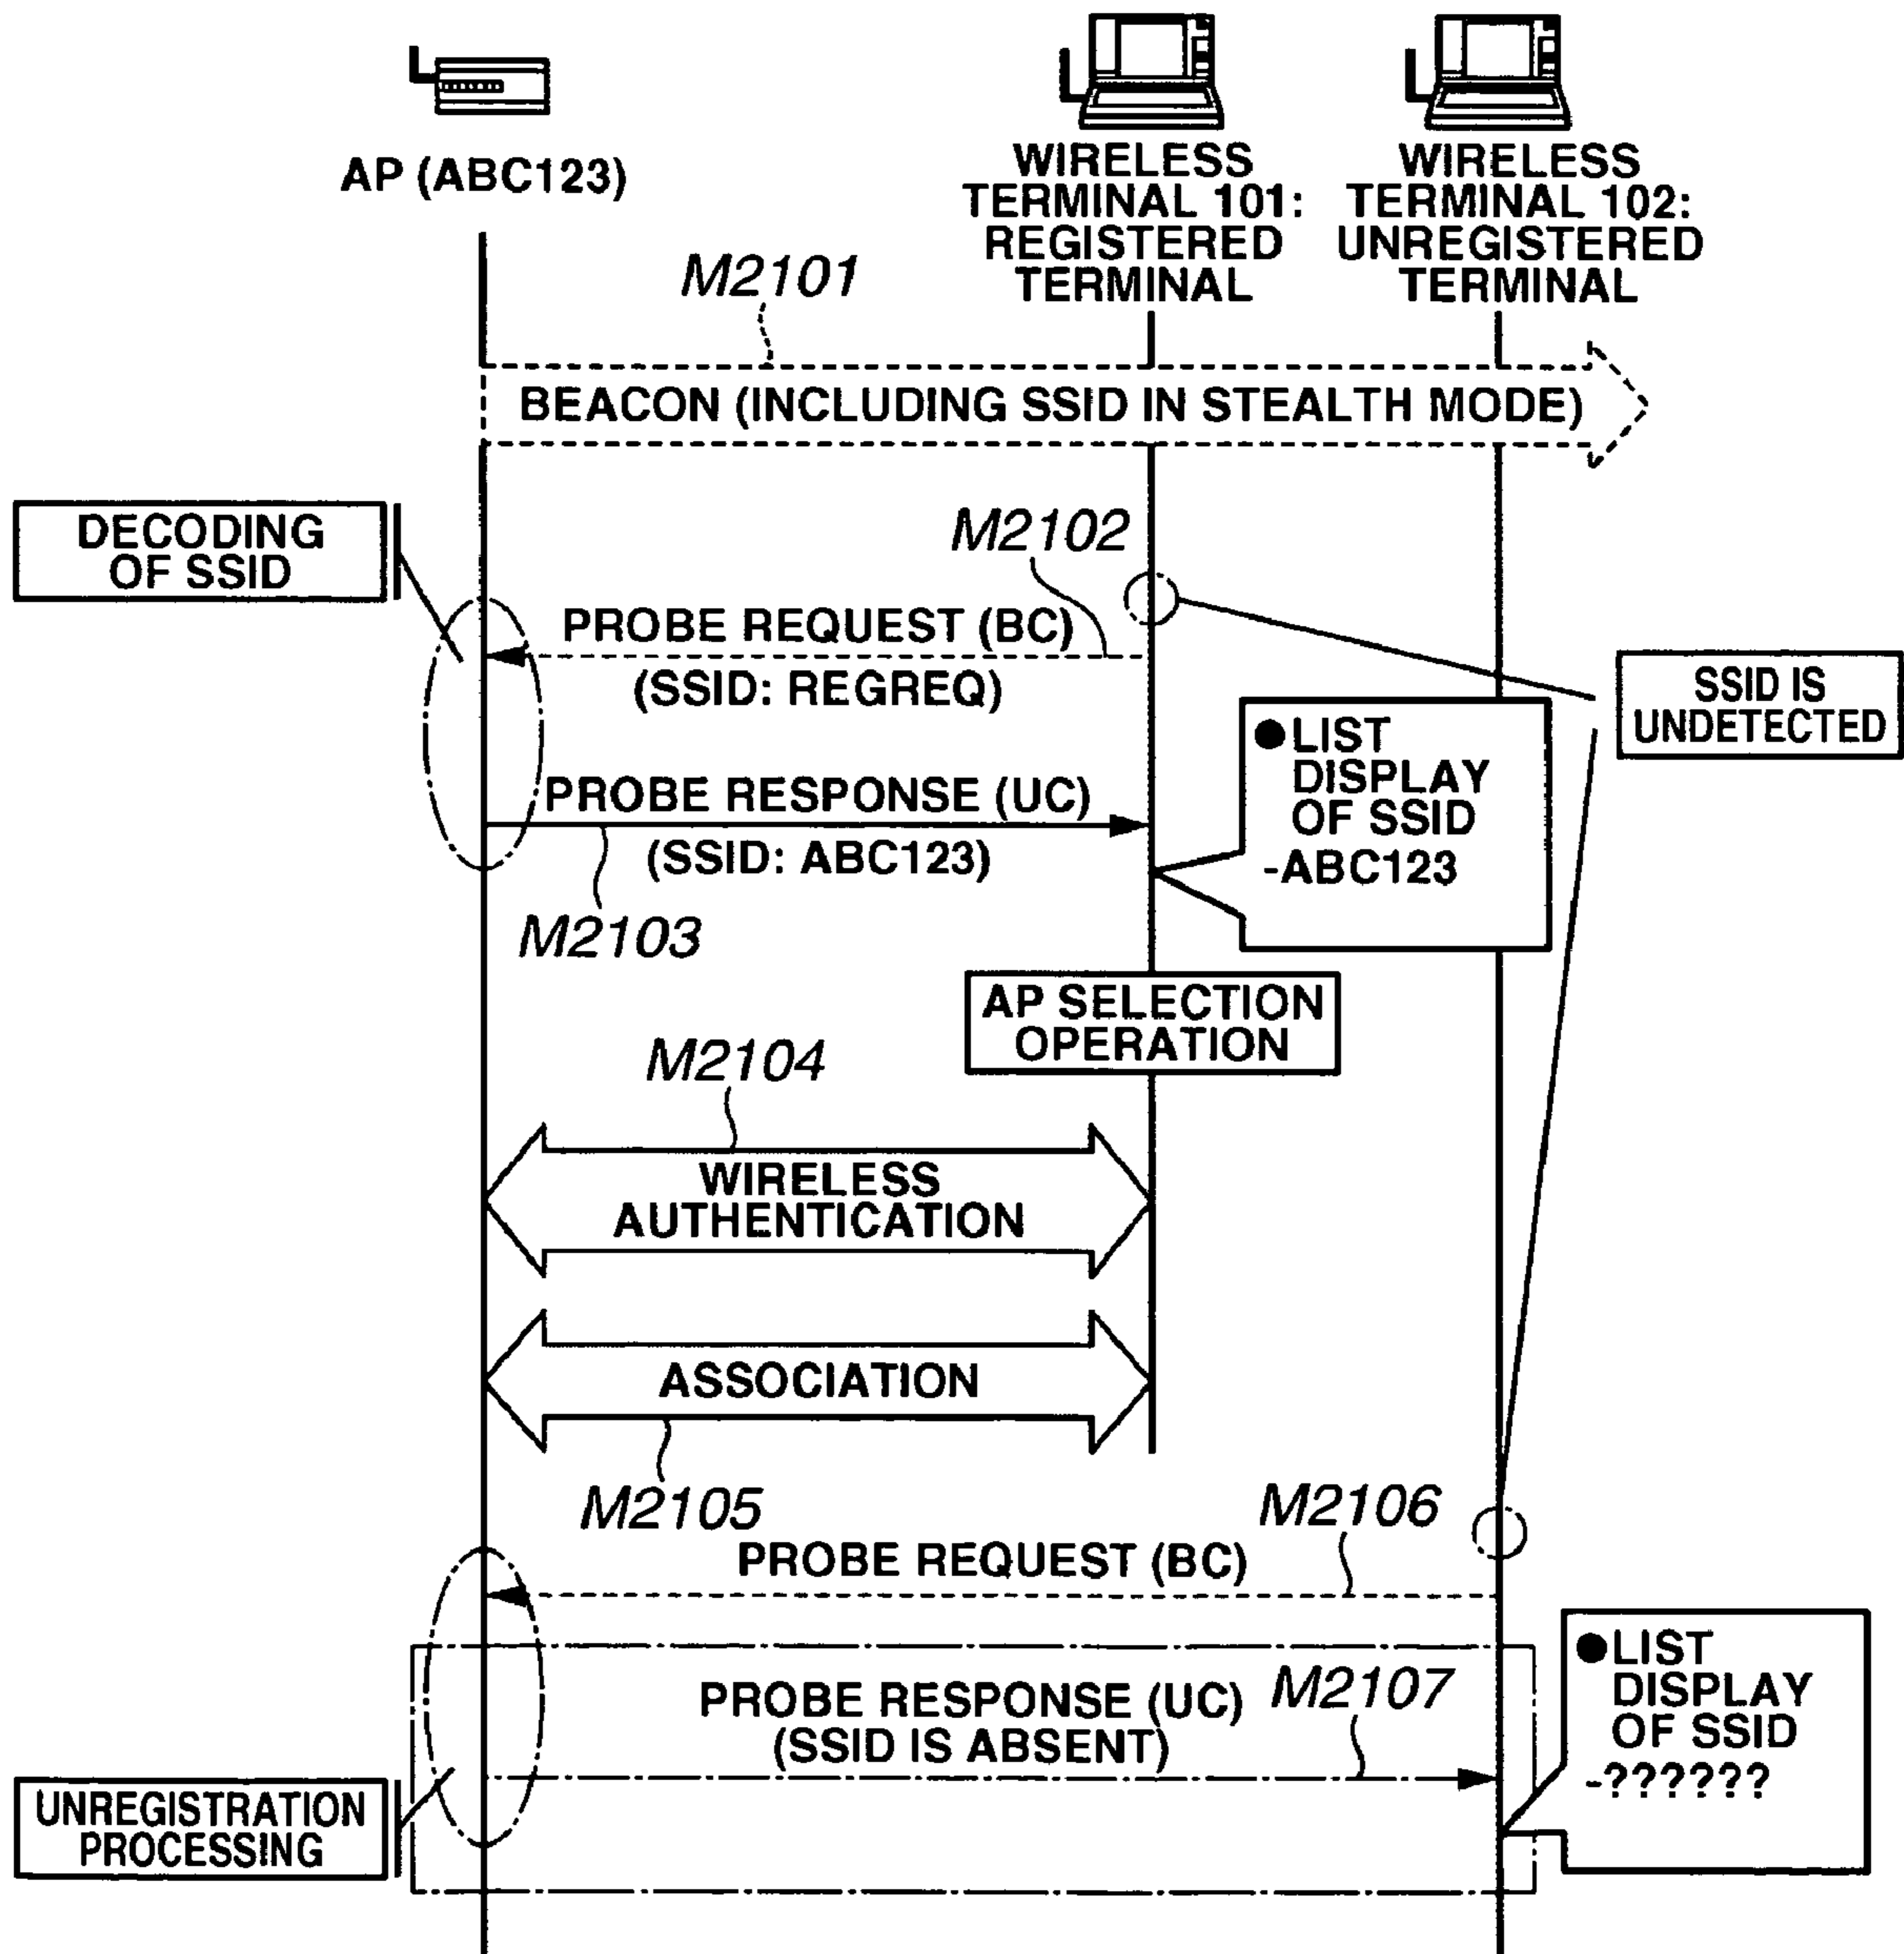 AP (ABC123)
WIRELESS
TERMINAL 101:
REGISTERED
TERMINAL
WIRELESS
TERMINAL 102:
UNREGISTERED
TERMINAL
M2101
BEACON (INCLUDING SSID IN STEALTH MODE)
DECODING
OF SSID
M2102
PROBE REQUEST (BC)
(SSID: REGREQ)
SSID IS
UNDETECTED
●LIST
DISPLAY
OF SSID
-ABC123
PROBE RESPONSE (UC)
(SSID: ABC123)
M2103
AP SELECTION
OPERATION
M2104
WIRELESS
AUTHENTICATION
ASSOCIATION
M2105
M2106
PROBE REQUEST (BC)
PROBE RESPONSE (UC)
(SSID IS ABSENT)
M2107
●LIST
DISPLAY
OF SSID
-??????
UNREGISTRATION
PROCESSING